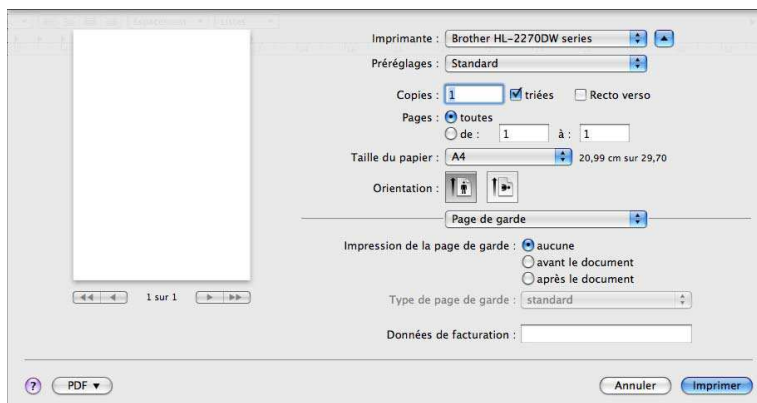 Imprimante : Brother HL-2270DW series
Préréglages : Standard
Copies : 1 triées Recto verso
Pages : toutes
de : 1 à : 1
Taille du papier : A4 20,99 cm sur 29,70
Orientation :
Page de garde
Impression de la page de garde : aucune
avant le document
après le document
1 sur 1
Type de page de garde : standard
Données de facturation :
? PDF Annuler Imprimer